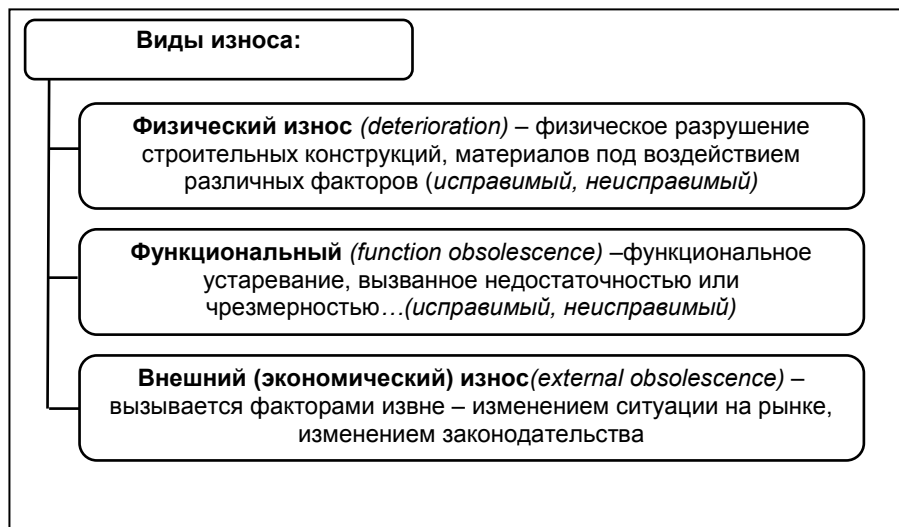 Виды износа:
Физический износ (deterioration) – физическое разрушение
строительных конструкций, материалов под воздействием
различных факторов (исправимый, неисправимый)
Функциональный (function obsolescence) –функциональное
устаревание, вызванное недостаточностью или
чрезмерностью…(исправимый, неисправимый)
Внешний (экономический) износ(external obsolescence) –
вызывается факторами извне – изменением ситуации на рынке,
изменением законодательства